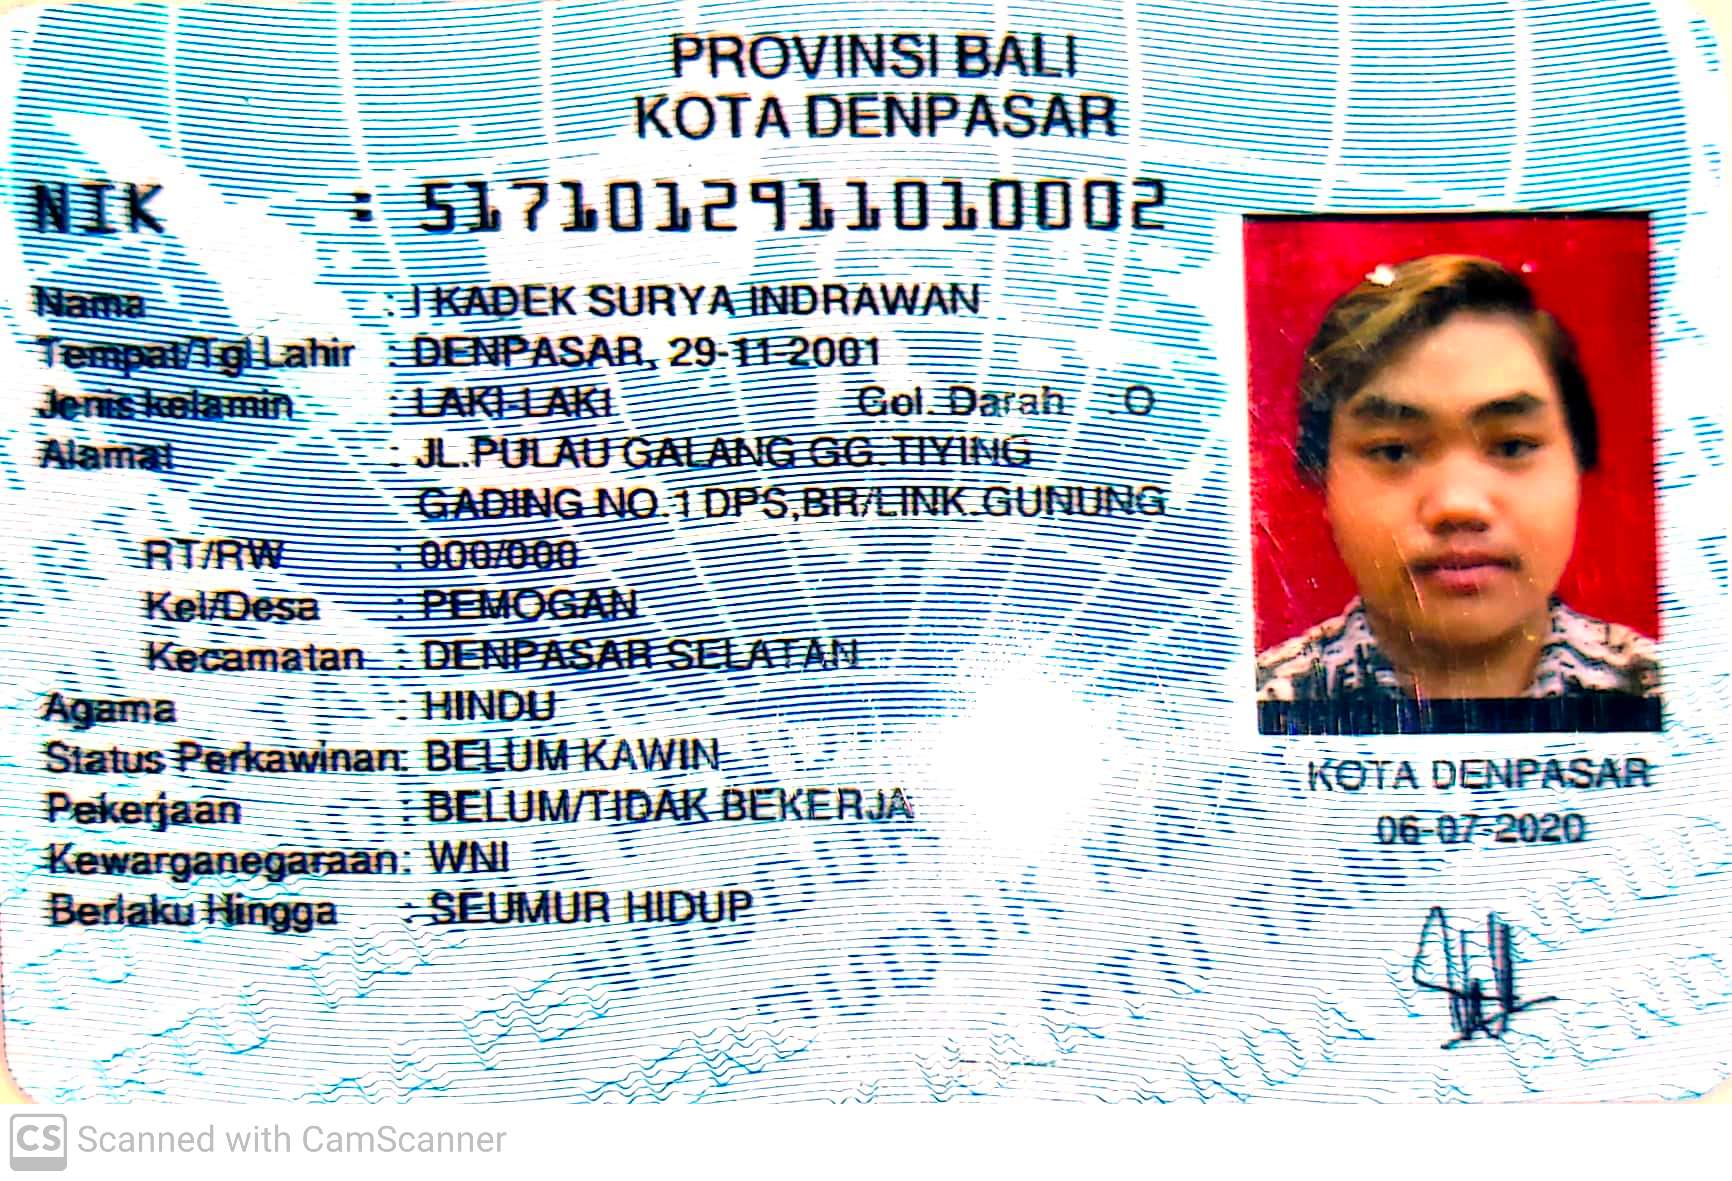 PROVINSI BALI
KOTA DENPASAR
NIK : 5171012911010002
Nama : I KADEK SURYA INDRAWAN
Tempat/Tgl Lahir : DENPASAR, 29-11-2001
Jenis kelamin : LAKI-LAKI Gol. Darah : O
Alamat : JL.PULAU GALANG GG.TIYING
GADING NO.1 DPS,BR/LINK.GUNUNG
RT/RW : 000/000
Kel/Desa : PEMOGAN
Kecamatan : DENPASAR SELATAN
Agama : HINDU
Status Perkawinan: BELUM KAWIN
Pekerjaan : BELUM/TIDAK BEKERJA
Kewarganegaraan: WNI
Berlaku Hingga : SEUMUR HIDUP
KOTA DENPASAR
06-07-2020
CS Scanned with CamScanner